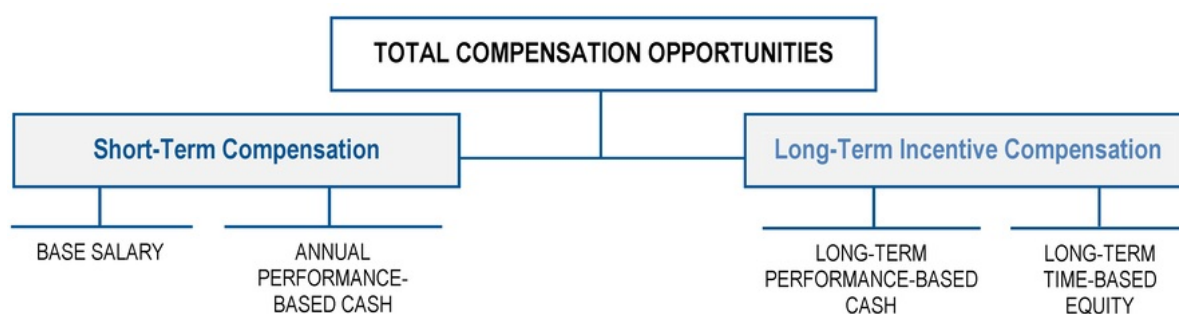 TOTAL COMPENSATION OPPORTUNITIES
Short-Term Compensation
Long-Term Incentive Compensation
BASE SALARY
ANNUAL
PERFORMANCE-
BASED CASH
LONG-TERM
PERFORMANCE-BASED
CASH
LONG-TERM
TIME-BASED
EQUITY